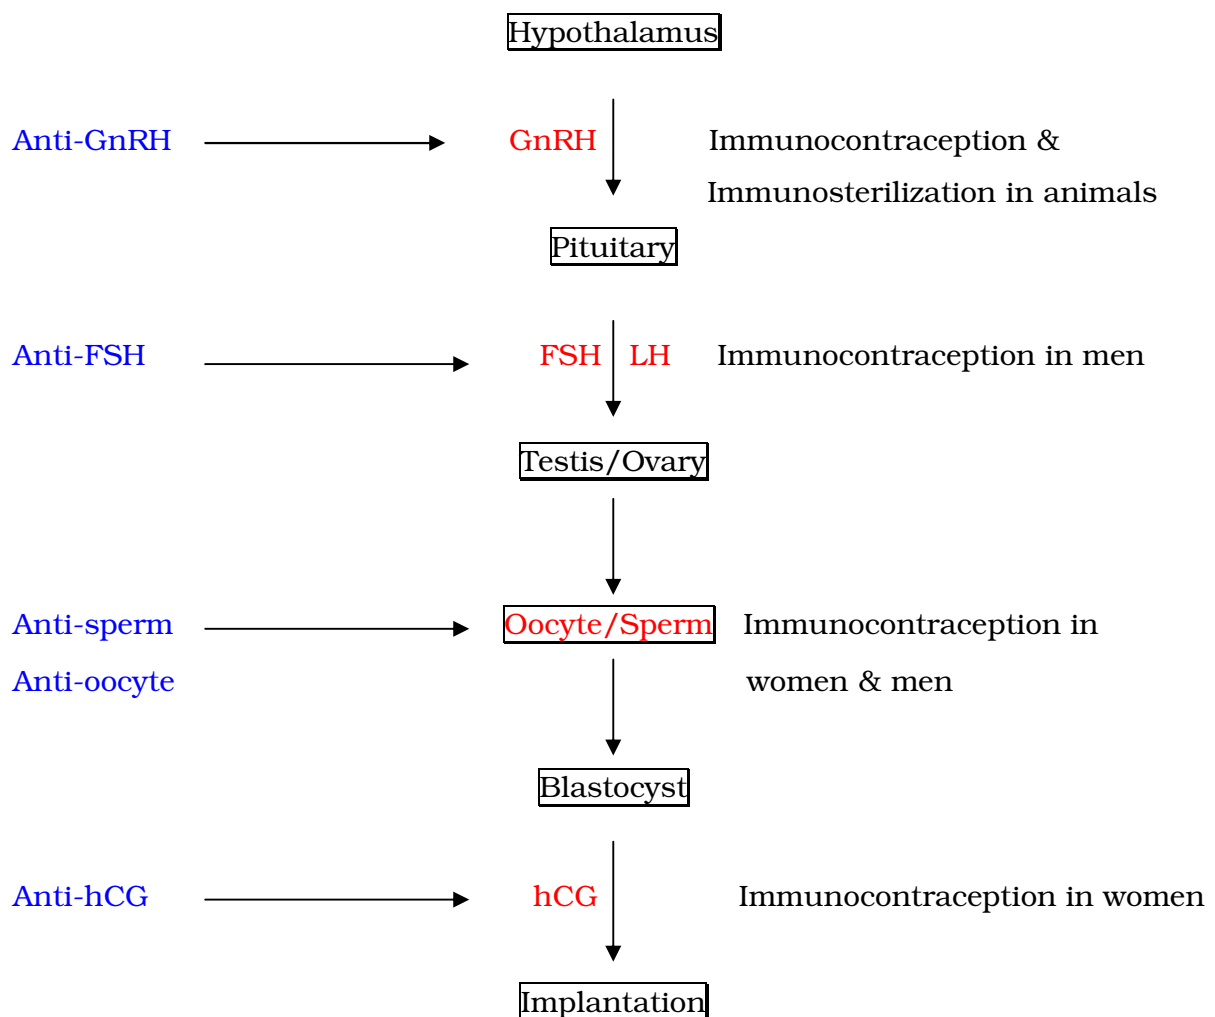 Hypothalamus
Anti-GnRH GnRH Immunocontraception &
Immunosterilization in animals
Pituitary
Anti-FSH FSH LH Immunocontraception in men
Testis/Ovary
Anti-sperm Oocyte/Sperm Immunocontraception in
Anti-oocyte women & men
Blastocyst
Anti-hCG hCG Immunocontraception in women
Implantation